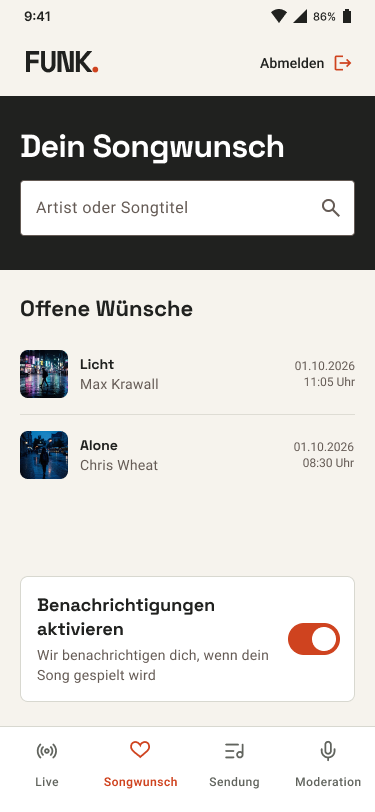 9:41
86%
FUNK.
Abmelden
Dein Songwunsch
Artist oder Songtitel
Offene Wünsche
Licht
Max Krawall
01.10.2026
11:05 Uhr
Alone
Chris Wheat
01.10.2026
08:30 Uhr
Benachrichtigungen
aktivieren
Wir benachrichtigen dich, wenn dein
Song gespielt wird
Live
Songwunsch
Sendung
Moderation